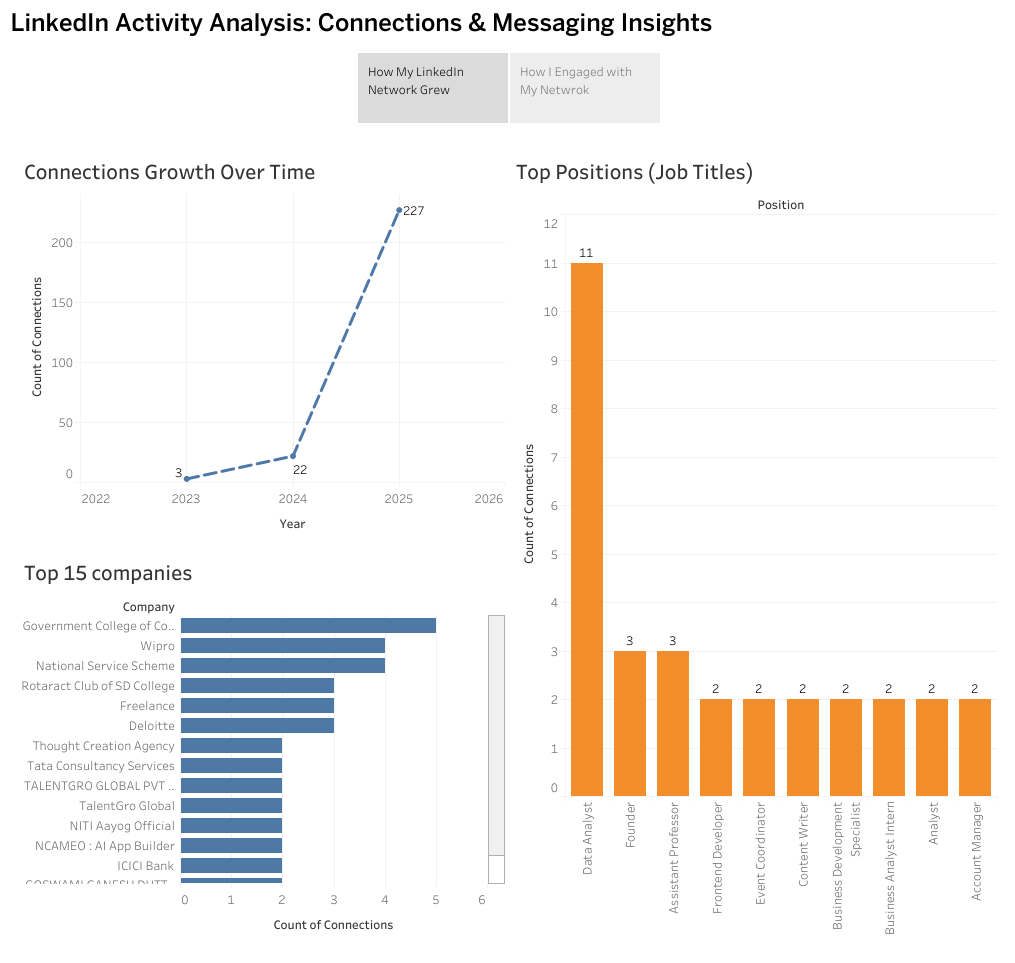 LinkedIn Activity Analysis: Connections & Messaging Insights
How My LinkedIn
Network Grew
How I Engaged with
My Netwrok
Connections Growth Over Time
Count of Connections
200
150
100
50
0
3
22
227
2022
2023
2024
2025
2026
Year
Top 15 companies
Company
Government College of Co..
Wipro
National Service Scheme
Rotaract Club of SD College
Freelance
Deloitte
Thought Creation Agency
Tata Consultancy Services
TALENTGRO GLOBAL PVT ..
TalentGro Global
NITI Aayog Official
NCAMEO : AI App Builder
ICICI Bank
GOSWAMI GANESH DUTT..
0
1
2
3
4
5
6
Count of Connections
Top Positions (Job Titles)
Position
Count of Connections
12
11
10
9
8
7
6
5
4
3
2
1
0
11
3
3
2
2
2
2
2
2
2
Data Analyst
Founder
Assistant Professor
Frontend Developer
Event Coordinator
Content Writer
Business Development
Specialist
Business Analyst Intern
Analyst
Account Manager